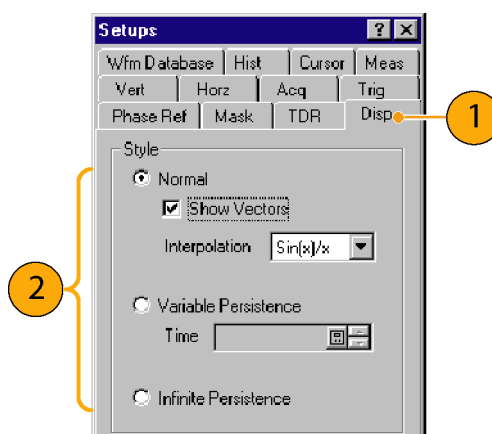 Setups
Wfm Database Hist Cursor Meas
Vert Horz Acq Trig
Phase Ref Mask TDR Disp
1
Style
Normal
Show Vectors
Interpolation Sin(x)/x
2
Variable Persistence
Time
Infinite Persistence